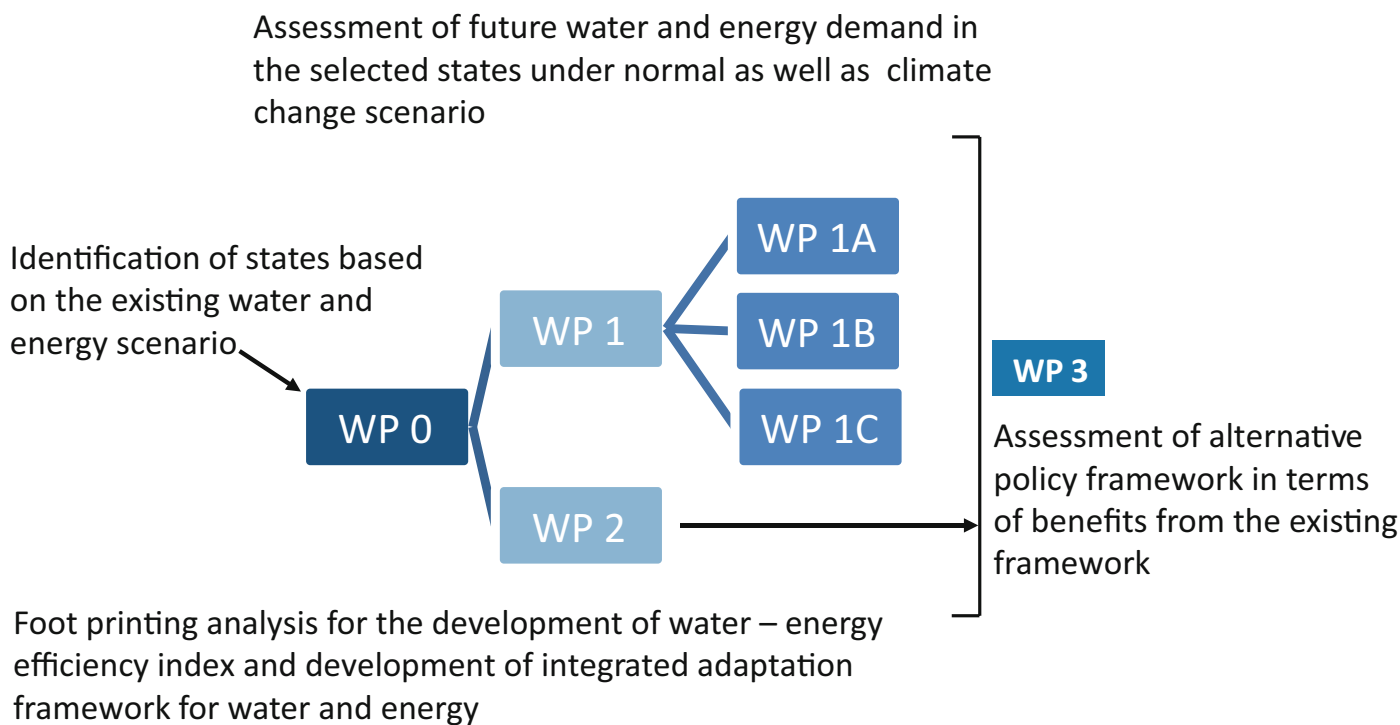 Assessment of future water and energy demand in
the selected states under normal as well as climate
change scenario
Identification of states based
on the existing water and
energy scenario
WP 0
WP 1
WP 2
WP 1A
WP 1B
WP 1C
WP 3
Assessment of alternative
policy framework in terms
of benefits from the existing
framework
Foot printing analysis for the development of water – energy
efficiency index and development of integrated adaptation
framework for water and energy